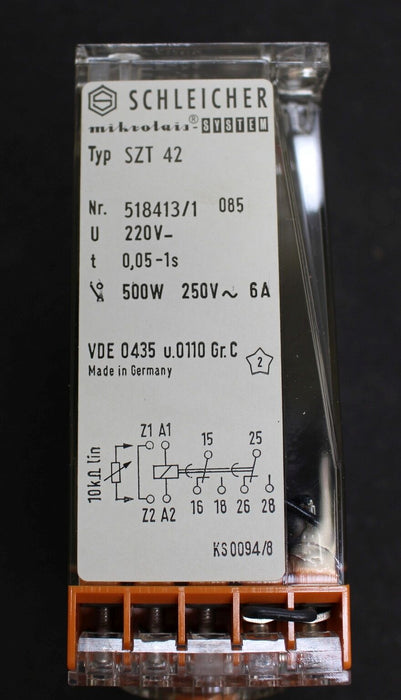 S SCHLEICHER
mikrolais®-SYSTEM
Typ SZT 42
Nr. 518413/1 085
U 220V-
t 0,05-1s
500W 250V~ 6A
VDE 0435 u.0110 Gr.C
2
Made in Germany
Z1 A1 15 25
10kΩ lin
Z2 A2 16 18 26 28
KS0094/8